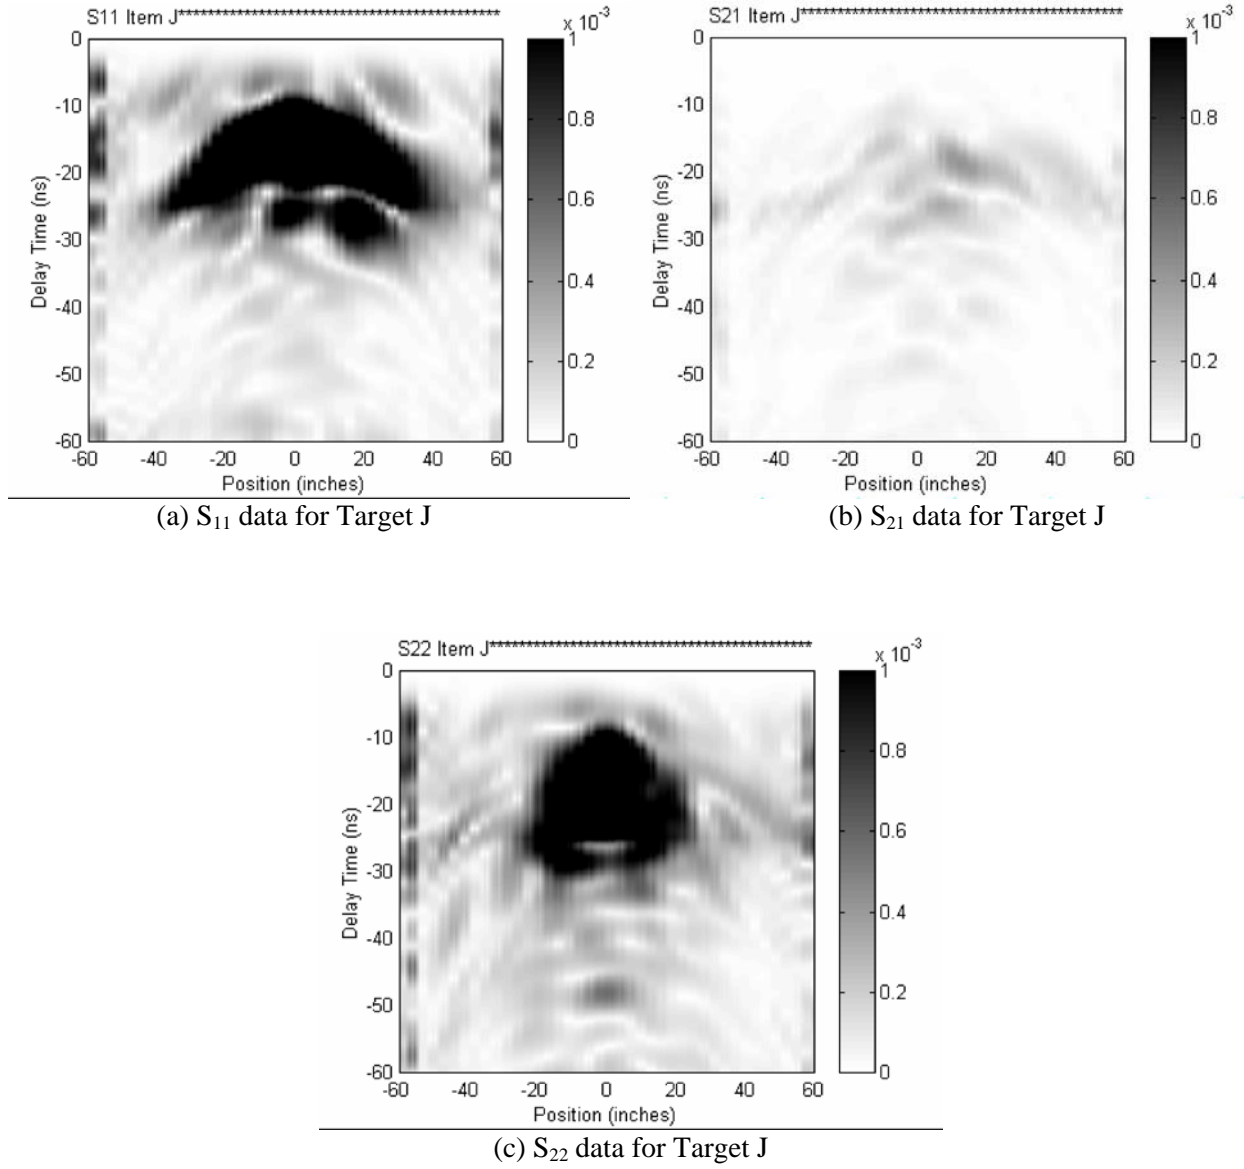 S11 Item J************************************************
x 10-3
0
-10
-20
-30
-40
-50
-60
Delay Time (ns)
-60 -40 -20 0 20 40 60
Position (inches)
1
0.8
0.6
0.4
0.2
0
(a) S11 data for Target J
S21 Item J************************************************
x 10-3
0
-10
-20
-30
-40
-50
-60
Delay Time (ns)
-60 -40 -20 0 20 40 60
Position (inches)
1
0.8
0.6
0.4
0.2
0
(b) S21 data for Target J
S22 Item J************************************************
x 10-3
0
-10
-20
-30
-40
-50
-60
Delay Time (ns)
-60 -40 -20 0 20 40 60
Position (inches)
1
0.8
0.6
0.4
0.2
0
(c) S22 data for Target J